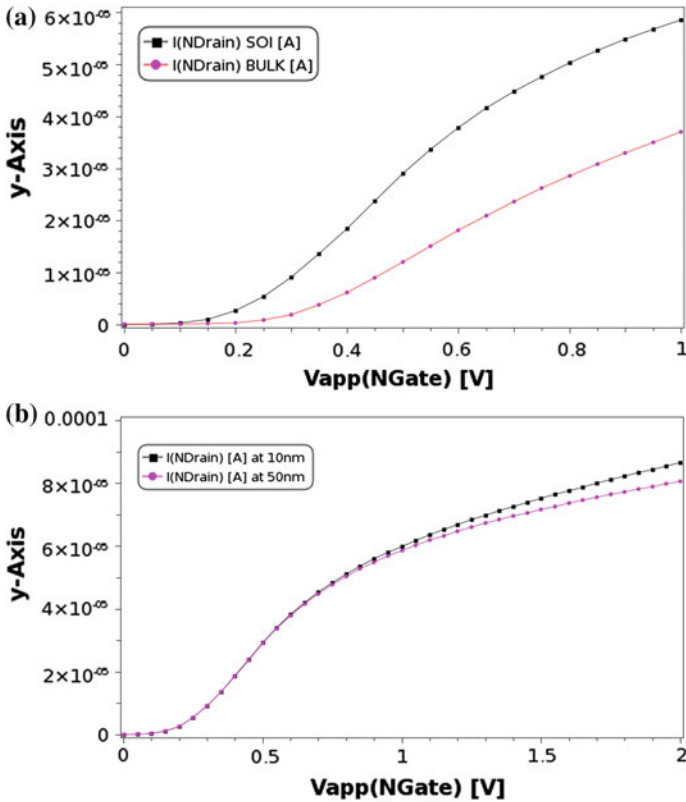 (a)
6×10^-05
5×10^-05
4×10^-05
3×10^-05
2×10^-05
1×10^-05
0
y-Axis
I(NDrain) SOI [A]
I(NDrain) BULK [A]
0 0.2 0.4 0.6 0.8 1
Vapp(NGate) [V]
(b)
0.0001
8×10^-05
6×10^-05
4×10^-05
2×10^-05
0
y-Axis
I(NDrain) [A] at 10nm
I(NDrain) [A] at 50nm
0 0.5 1 1.5 2
Vapp(NGate) [V]